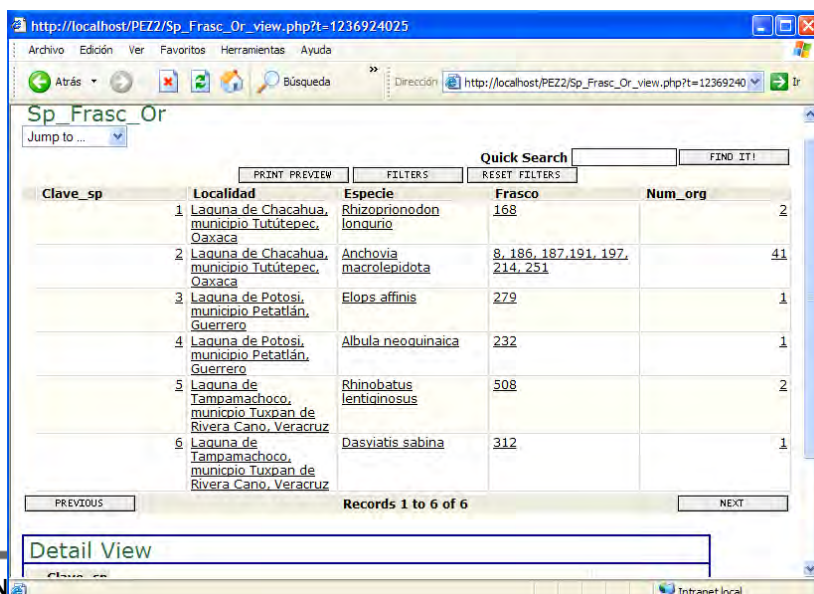 http://localhost/PEZ2/Sp_Frasc_Or_view.php?t=1236924025
Archivo Edición Ver Favoritos Herramientas Ayuda
Atrás Búsqueda » Dirección http://localhost/PEZ2/Sp_Frasc_Or_view.php?t=12369240 Ir
Sp_Frasc_Or
Jump to ...
Quick Search FIND IT!
PRINT PREVIEW FILTERS RESET FILTERS
Clave_sp Localidad Especie Frasco Num_org
1 Laguna de Chacahua, Rhizoprionodon 168 2
municipio Tutútepec, longurio
Oaxaca
2 Laguna de Chacahua, Anchovia 8, 186, 187,191, 197, 41
municipio Tutútepec, macrolepidota 214, 251
Oaxaca
3 Laguna de Potosi, Elops affinis 279 1
municipio Petatlán,
Guerrero
4 Laguna de Potosi, Albula neoguinaica 232 1
municipio Petatlán,
Guerrero
5 Laguna de Rhinobatus 508 2
Tampamachoco, lentiginosus
municpio Tuxpan de
Rivera Cano, Veracruz
6 Laguna de Dasyiatis sabina 312 1
Tampamachoco,
municpio Tuxpan de
Rivera Cano, Veracruz
PREVIOUS Records 1 to 6 of 6 NEXT
Detail View
Clave_sp
N
Intranet local